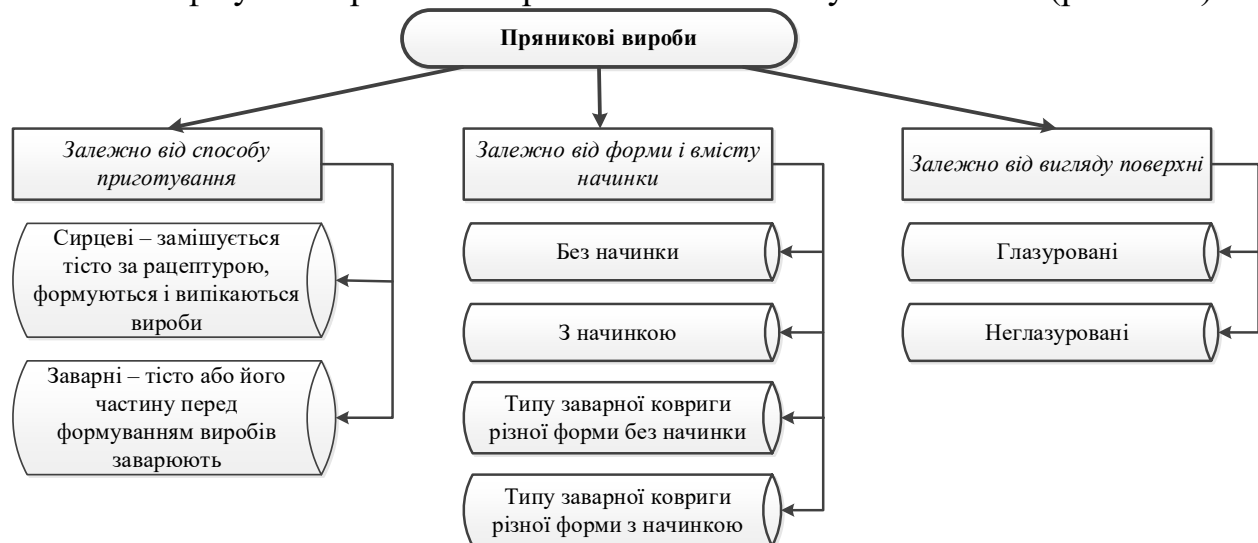 Пряникові вироби
Залежно від способу
приготування
Сирцеві – замішується
тісто за рацептурою,
формуються і випікаються
вироби
Заварні – тісто або його
частину перед
формуванням виробів
заварюють
Залежно від форми і вмісту
начинки
Без начинки
З начинкою
Типу заварної ковриги
різної форми без начинки
Типу заварної ковриги
різної форми з начинкою
Залежно від вигляду поверхні
Глазуровані
Неглазуровані